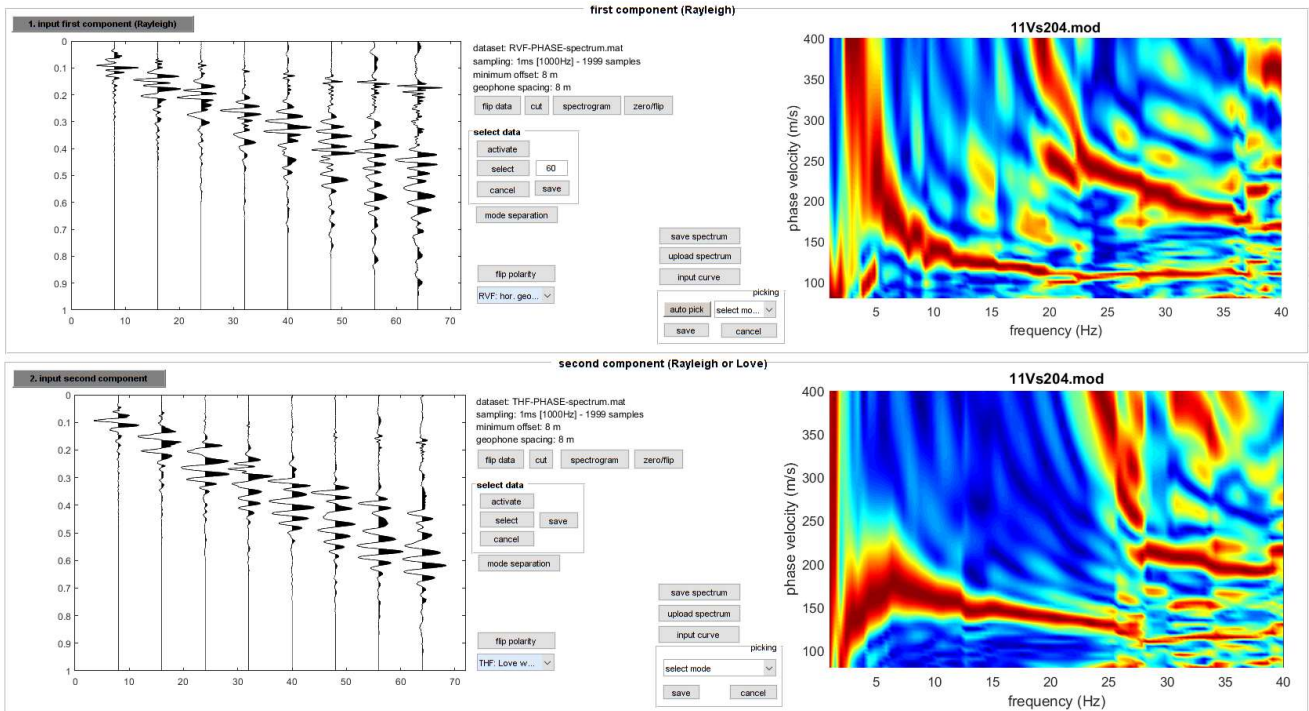 first component (Rayleigh)
1. input first component (Rayleigh)
0
0.1
0.2
0.3
0.4
0.5
0.6
0.7
0.8
0.9
1
0 10 20 30 40 50 60 70
dataset: RVF-PHASE-spectrum.mat
sampling: 1ms [1000Hz] - 1999 samples
minimum offset: 8 m
geophone spacing: 8 m
flip data cut spectrogram zero/flip
select data
activate
select 60
cancel save
mode separation
flip polarity
RVF: hor. geo...
save spectrum
upload spectrum
input curve
picking
auto pick select mo...
save cancel
11Vs204.mod
phase velocity (m/s)
400
350
300
250
200
150
100
5 10 15 20 25 30 35 40
frequency (Hz)
second component (Rayleigh or Love)
2. input second component
0
0.1
0.2
0.3
0.4
0.5
0.6
0.7
0.8
0.9
1
0 10 20 30 40 50 60 70
dataset: THF-PHASE-spectrum.mat
sampling: 1ms [1000Hz] - 1999 samples
minimum offset: 8 m
geophone spacing: 8 m
flip data cut spectrogram zero/flip
select data
activate
select save
cancel
mode separation
flip polarity
THF: Love w...
save spectrum
upload spectrum
input curve
picking
select mode
save cancel
11Vs204.mod
phase velocity (m/s)
400
350
300
250
200
150
100
5 10 15 20 25 30 35 40
frequency (Hz)